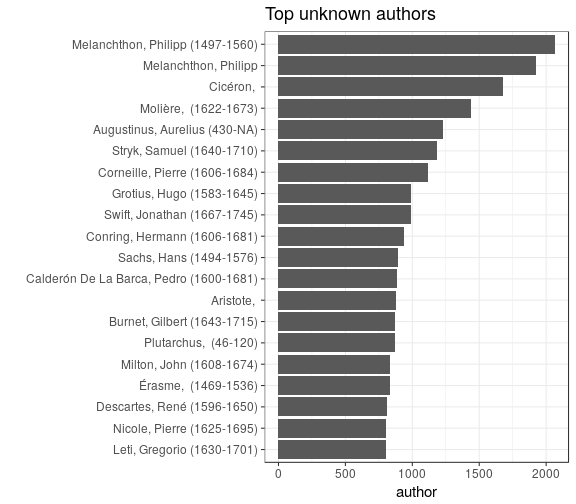 Top unknown authors
Melanchthon, Philipp (1497-1560)
Melanchthon, Philipp
Cicéron,
Molière,  (1622-1673)
Augustinus, Aurelius (430-NA)
Stryk, Samuel (1640-1710)
Corneille, Pierre (1606-1684)
Grotius, Hugo (1583-1645)
Swift, Jonathan (1667-1745)
Conring, Hermann (1606-1681)
Sachs, Hans (1494-1576)
Calderón De La Barca, Pedro (1600-1681)
Aristote,
Burnet, Gilbert (1643-1715)
Plutarchus,  (46-120)
Milton, John (1608-1674)
Érasme,  (1469-1536)
Descartes, René (1596-1650)
Nicole, Pierre (1625-1695)
Leti, Gregorio (1630-1701)
0 500 1000 1500 2000
author